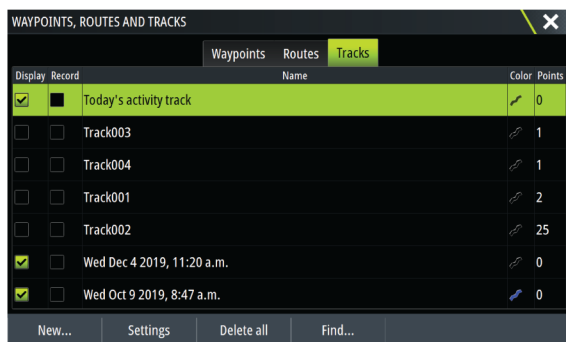 WAYPOINTS, ROUTES AND TRACKS
Waypoints Routes Tracks
Display Record Name Color Points
Today's activity track 0
Track003 1
Track004 1
Track001 2
Track002 25
Wed Dec 4 2019, 11:20 a.m. 0
Wed Oct 9 2019, 8:47 a.m. 0
New... Settings Delete all Find...